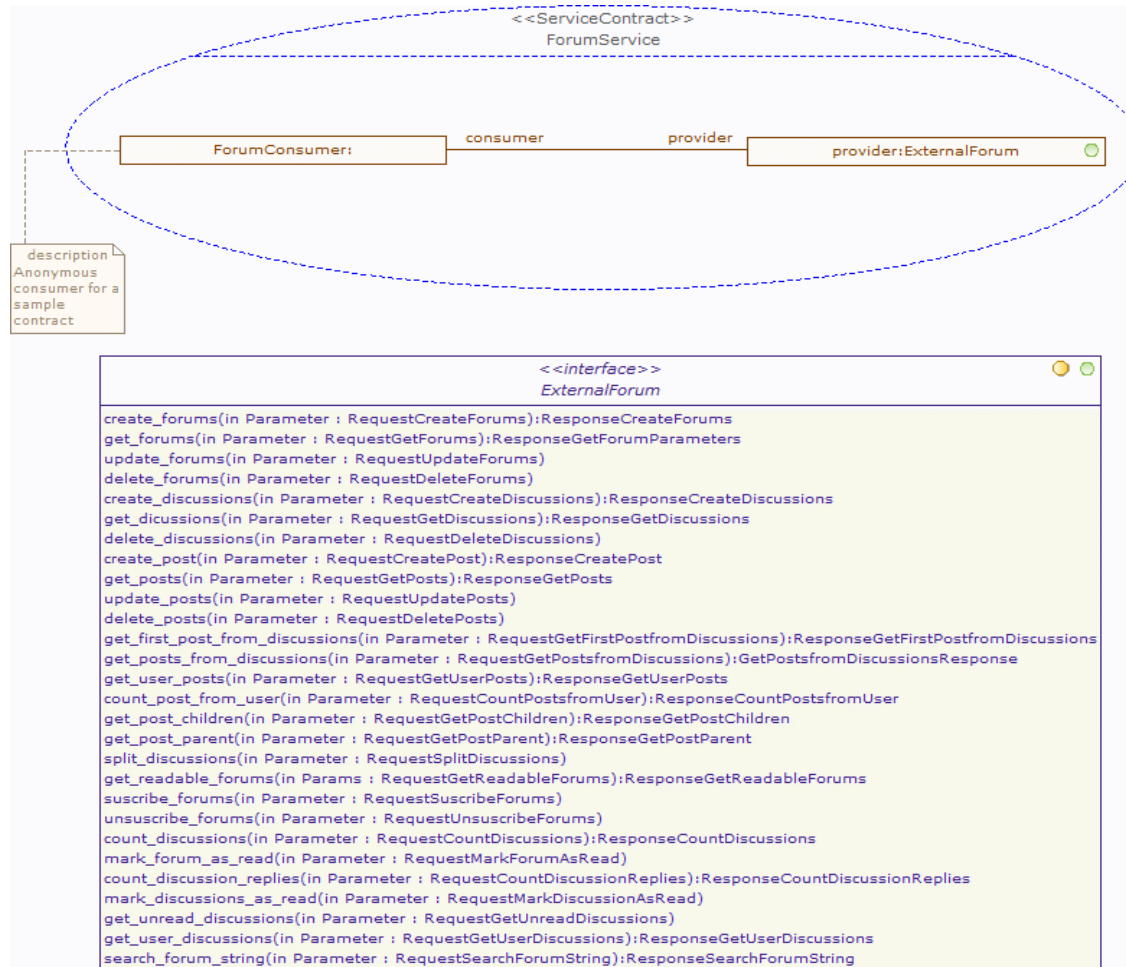 <<ServiceContract>>
ForumService
consumer
provider
ForumConsumer:
provider:ExternalForum
description
Anonymous
consumer for a
sample
contract
<<interface>>
ExternalForum
create_forums(in Parameter : RequestCreateForums):ResponseCreateForums
get_forums(in Parameter : RequestGetForums):ResponseGetForumParameters
update_forums(in Parameter : RequestUpdateForums)
delete_forums(in Parameter : RequestDeleteForums)
create_discussions(in Parameter : RequestCreateDiscussions):ResponseCreateDiscussions
get_dicussions(in Parameter : RequestGetDiscussions):ResponseGetDiscussions
delete_discussions(in Parameter : RequestDeleteDiscussions)
create_post(in Parameter : RequestCreatePost):ResponseCreatePost
get_posts(in Parameter : RequestGetPosts):ResponseGetPosts
update_posts(in Parameter : RequestUpdatePosts)
delete_posts(in Parameter : RequestDeletePosts)
get_first_post_from_discussions(in Parameter : RequestGetFirstPostfromDiscussions):ResponseGetFirstPostfromDiscussions
get_posts_from_discussions(in Parameter : RequestGetPostsfromDiscussions):GetPostsfromDiscussionsResponse
get_user_posts(in Parameter : RequestGetUserPosts):ResponseGetUserPosts
count_post_from_user(in Parameter : RequestCountPostsfromUser):ResponseCountPostsfromUser
get_post_children(in Parameter : RequestGetPostChildren):ResponseGetPostChildren
get_post_parent(in Parameter : RequestGetPostParent):ResponseGetPostParent
split_discussions(in Parameter : RequestSplitDiscussions)
get_readable_forums(in Params : RequestGetReadableForums):ResponseGetReadableForums
suscribe_forums(in Parameter : RequestSuscribeForums)
unsuscribe_forums(in Parameter : RequestUnsuscribeForums)
count_discussions(in Parameter : RequestCountDiscussions):ResponseCountDiscussions
mark_forum_as_read(in Parameter : RequestMarkForumAsRead)
count_discussion_replies(in Parameter : RequestCountDiscussionReplies):ResponseCountDiscussionReplies
mark_discussions_as_read(in Parameter : RequestMarkDiscussionAsRead)
get_unread_discussions(in Parameter : RequestGetUnreadDiscussions)
get_user_discussions(in Parameter : RequestGetUserDiscussions):ResponseGetUserDiscussions
search_forum_string(in Parameter : RequestSearchForumString):ResponseSearchForumString